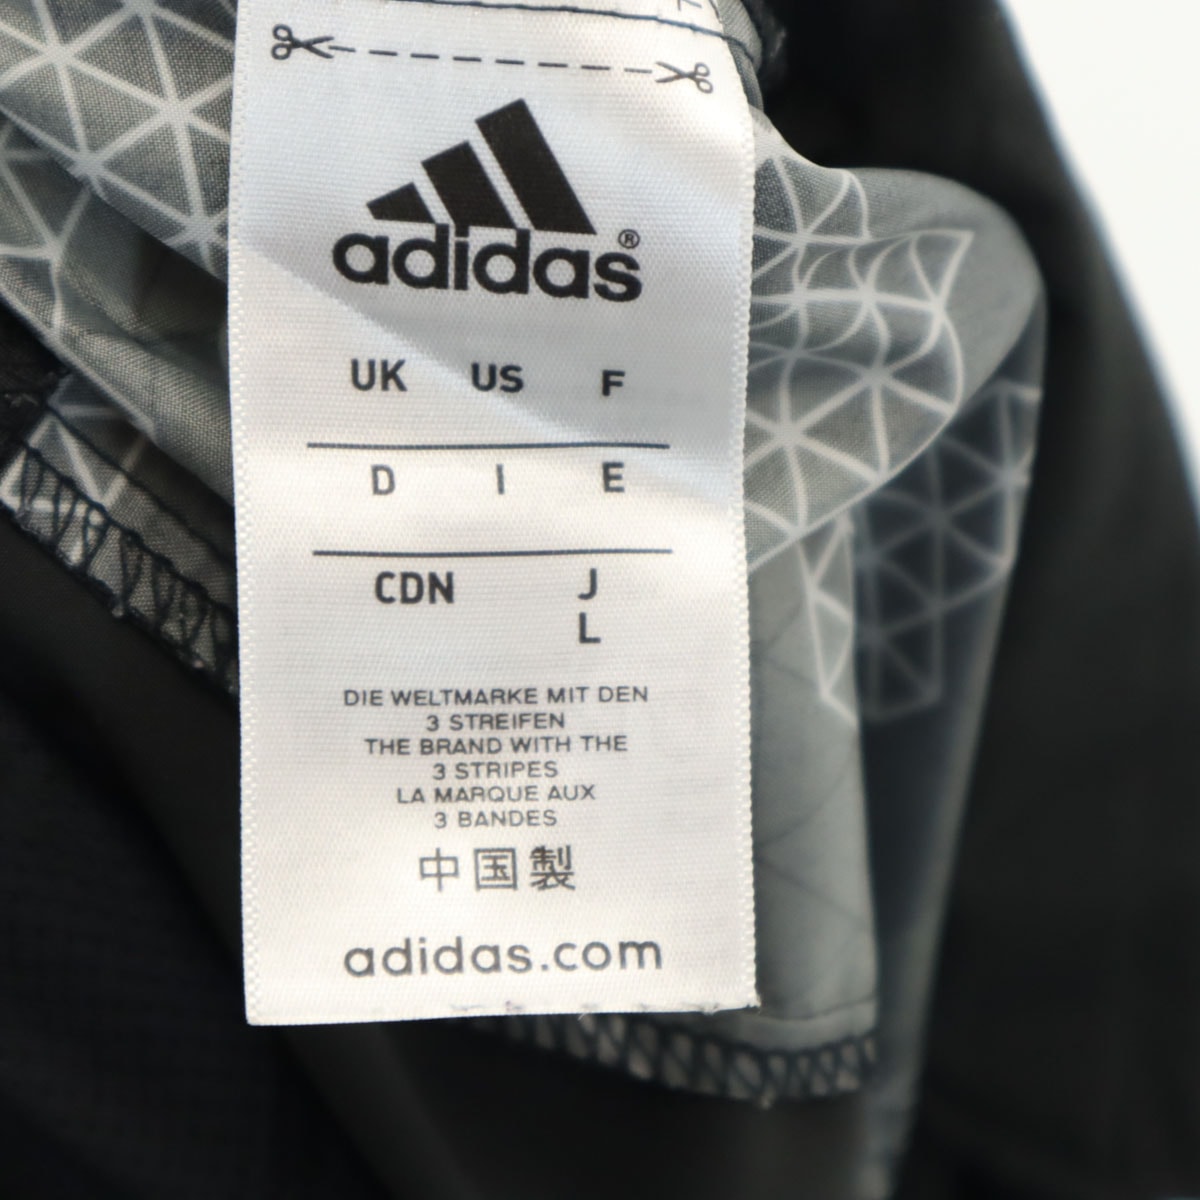 adidas®
UK US F
D I E
CDN J
L
DIE WELTMARKE MIT DEN
3 STREIFEN
THE BRAND WITH THE
3 STRIPES
LA MARQUE AUX
3 BANDES
中国製
adidas.com